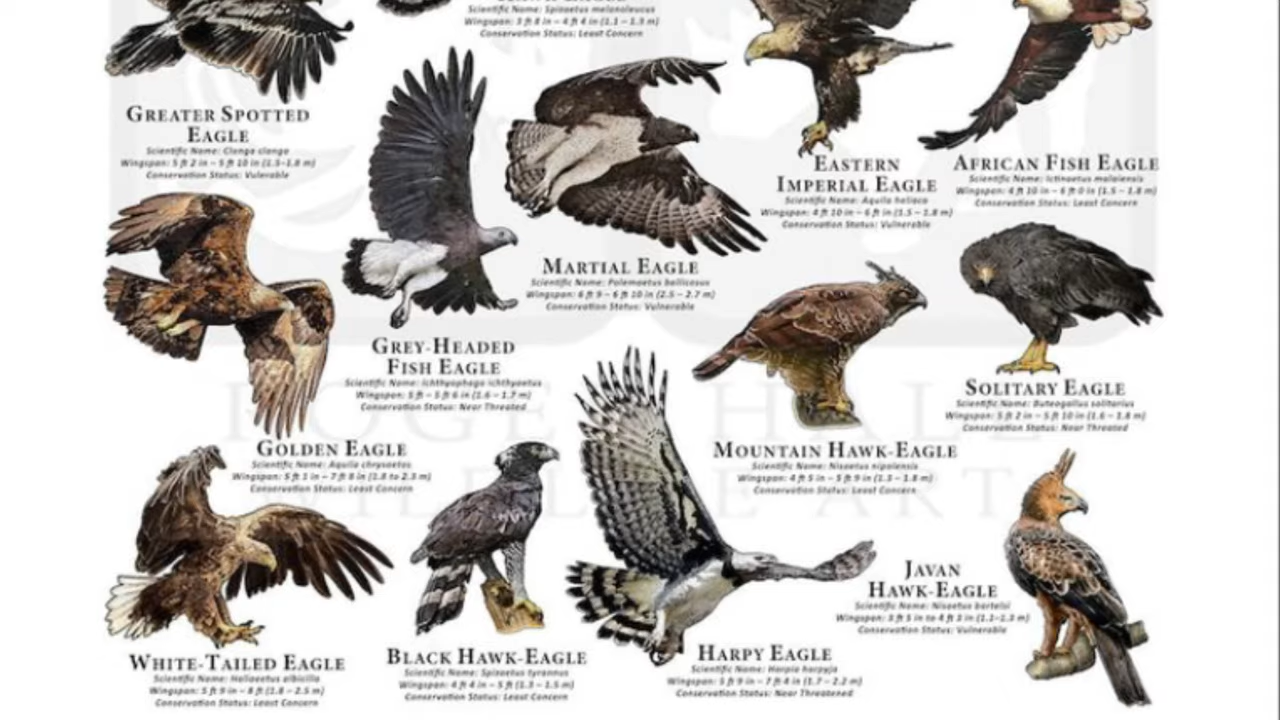 Scientific Name: Spizaetus melanoleucus
Wingspan: 3 ft 8 in – 4 ft 4 in (1.1 – 1.3 m)
Conservation Status: Least Concern
GREATER SPOTTED
EAGLE
Scientific Name: Clanga clanga
Wingspan: 5 ft 2 in – 5 ft 10 in (1.5–1.8 m)
Conservation Status: Vulerable
EASTERN
IMPERIAL EAGLE
Scientific Name: Aquila heliaca
Wingspan: 4 ft 10 in – 6 ft in (1.5 – 1.8 m)
Conservation Status: Vulnerable
AFRICAN FISH EAGLE
Scientific Name: Ictinaetus malaiensis
Wingspan: 4 ft 10 in – 6 ft 0 in (1.5 – 1.8 m)
Conservation Status: Least Concern
MARTIAL EAGLE
Scientific Name: Polemaetus bellicosus
Wingspan: 6 ft 9 – 6 ft 10 in (2.5 – 2.7 m)
Conservation Status: Vulnerable
GREY-HEADED
FISH EAGLE
Scientific Name: Ichthyophaga ichthyaetus
Wingspan: 5 ft – 5 ft 6 in (1.6 – 1.7 m)
Conservation Status: Near Threated
SOLITARY EAGLE
Scientific Name: Buteogallus solitarius
Wingspan: 5 ft 2 in – 5 ft 10 in (1.6 – 1.8 m)
Conservation Status: Near Threated
GOLDEN EAGLE
Scientific Name: Aquila chrysaetos
Wingspan: 5 ft 1 in – 7 ft 8 in (1.8 to 2.3 m)
Conservation Status: Least Concern
MOUNTAIN HAWK-EAGLE
Scientific Name: Nisaetus nipalensis
Wingspan: 4 ft 5 in – 5 ft 9 in (1.3 – 1.8 m)
Conservation Status: Least Concern
JAVAN
HAWK-EAGLE
Scientific Name: Nisaetus bartelsi
Wingspan: 3 ft 5 in to 4 ft 3 in (1.1–1.3 m)
Conservation Status: Vulnerable
WHITE-TAILED EAGLE
Scientific Name: Haliaeetus albicilla
Wingspan: 5 ft 9 in – 8 ft (1.8 – 2.5 m)
Conservation Status: Least Concern
BLACK HAWK-EAGLE
Scientific Name: Spizaetus tyrannus
Wingspan: 4 ft 4 in – 5 ft (1.3 – 1.5 m)
Conservation Status: Least Concern
HARPY EAGLE
Scientific Name: Harpia harpyja
Wingspan: 5 ft 9 in – 7 ft 4 in (1.7 – 2.2 m)
Conservation Status: Near Threatened